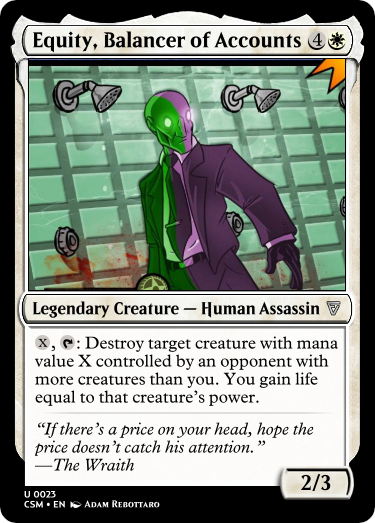 Equity, Balancer of Accounts 4
Legendary Creature — Human Assassin
X, T: Destroy target creature with mana
value X controlled by an opponent with
more creatures than you. You gain life
equal to that creature's power.
“If there's a price on your head, hope the
price doesn't catch his attention.”
—The Wraith
2/3
U 0023
CSM • EN Adam Rebottaro